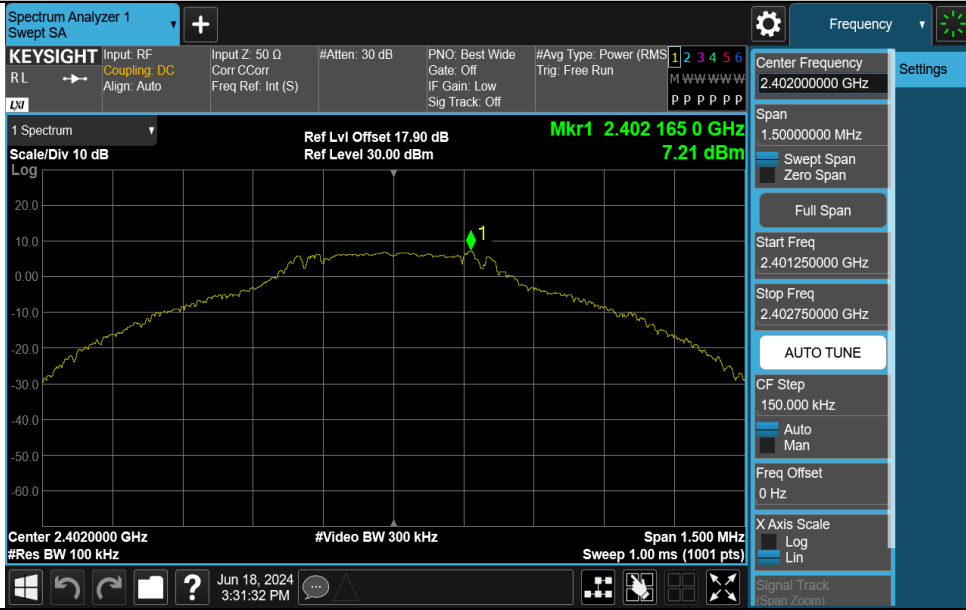 Spectrum Analyzer 1
Swept SA
+
Frequency
KEYSIGHT
RL
LXI
Input: RF
Coupling: DC
Align: Auto
Input Z: 50 Ω
Corr CCorr
Freq Ref: Int (S)
#Atten: 30 dB
PNO: Best Wide
Gate: Off
IF Gain: Low
Sig Track: Off
#Avg Type: Power (RMS
Trig: Free Run
1 2 3 4 5 6
M W W W W W
P P P P P P
1 Spectrum
Scale/Div 10 dB
Log
Ref Lvl Offset 17.90 dB
Ref Level 30.00 dBm
Mkr1 2.402 165 0 GHz
7.21 dBm
20.0
10.0
0.00
-10.0
-20.0
-30.0
-40.0
-50.0
-60.0
1
Center 2.4020000 GHz
#Res BW 100 kHz
#Video BW 300 kHz
Span 1.500 MHz
Sweep 1.00 ms (1001 pts)
Center Frequency
2.402000000 GHz
Settings
Span
1.50000000 MHz
Swept Span
Zero Span
Full Span
Start Freq
2.401250000 GHz
Stop Freq
2.402750000 GHz
AUTO TUNE
CF Step
150.000 kHz
Auto
Man
Freq Offset
0 Hz
X Axis Scale
Log
Lin
Signal Track
(Span Zoom)
?
Jun 18, 2024
3:31:32 PM